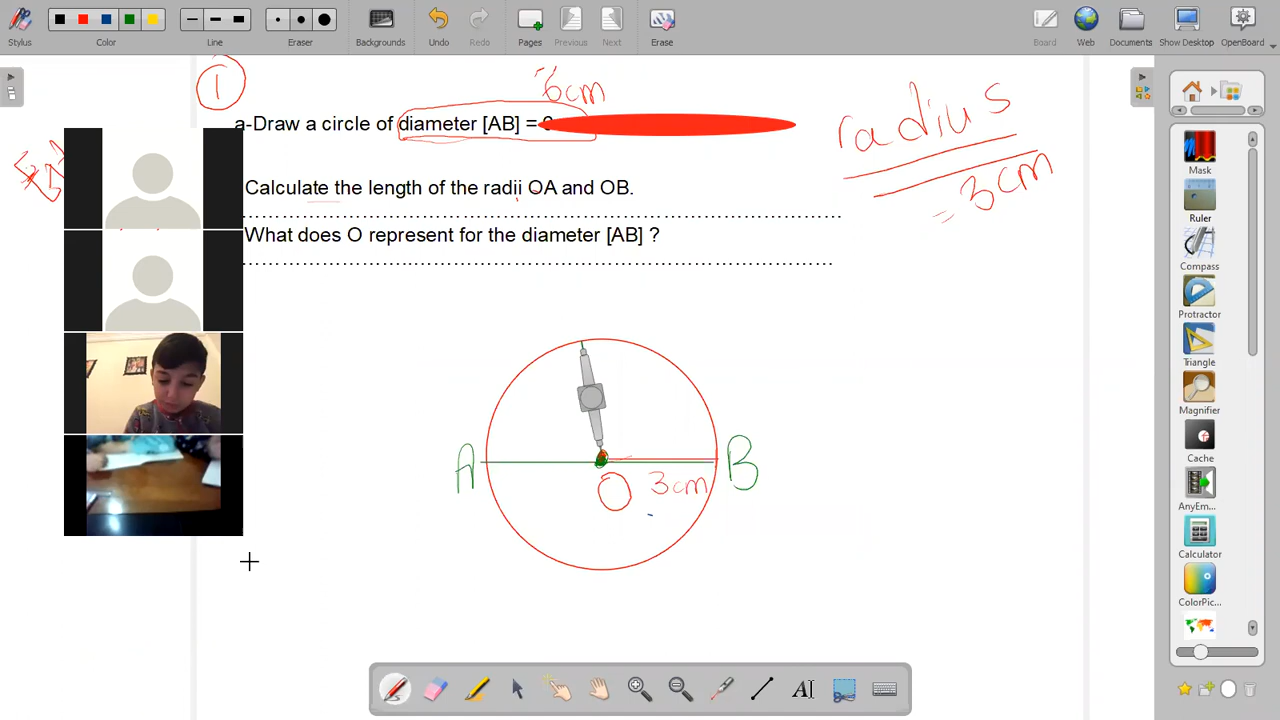 Stylus
Color
Line
Eraser
Backgrounds
Undo
Redo
Pages
Previous
Next
Erase
Board
Web
Documents
Show Desktop
OpenBoard
1
6cm
a-Draw a circle of diameter [AB] =
radius
= 3cm
Calculate the length of the radii OA and OB.
What does O represent for the diameter [AB] ?
A
O
3cm
B
Mask
Ruler
Compass
Protractor
Triangle
Magnifier
Cache
AnyEm...
Calculator
ColorPic...